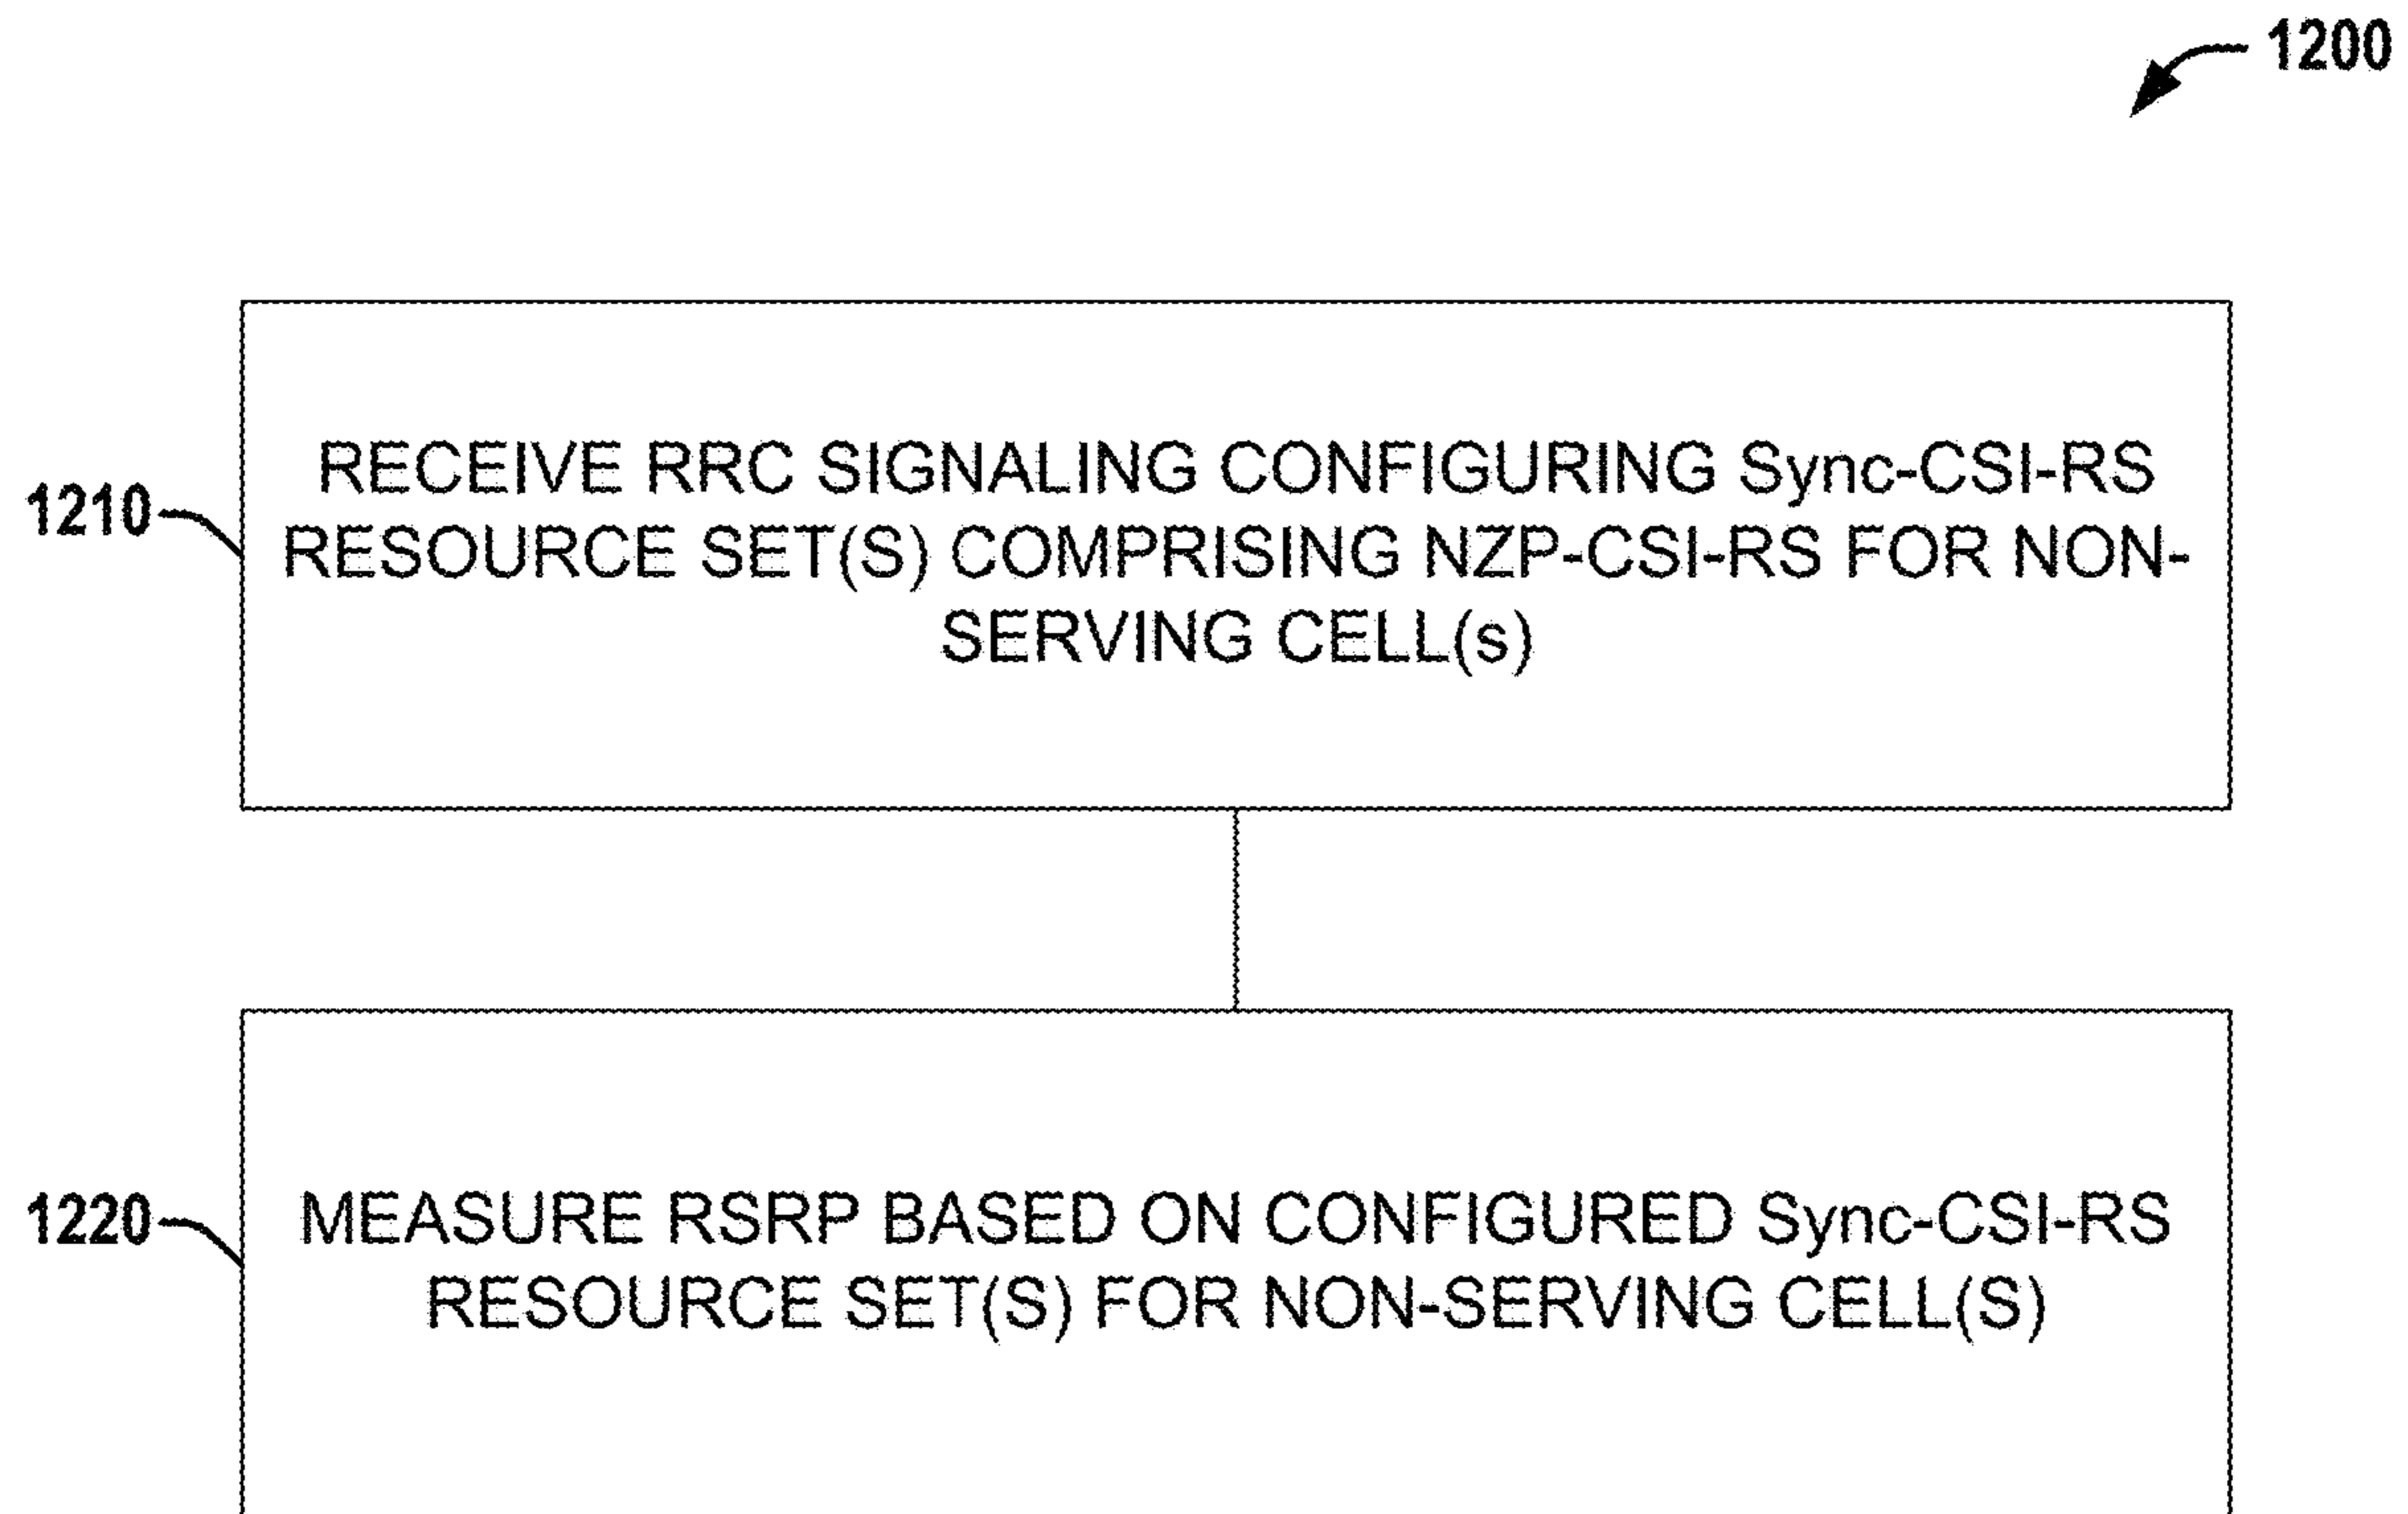 1200
1210
RECEIVE RRC SIGNALING CONFIGURING Sync-CSI-RS
RESOURCE SET(S) COMPRISING NZP-CSI-RS FOR NON-
SERVING CELL(s)
1220
MEASURE RSRP BASED ON CONFIGURED Sync-CSI-RS
RESOURCE SET(S) FOR NON-SERVING CELL(S)